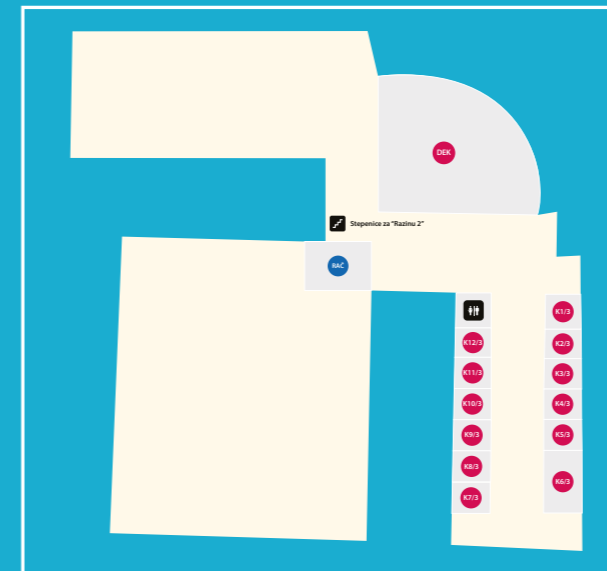 DEK
Stepenice za "Razinu 2"
RAČ
K1/3
K12/3
K2/3
K11/3
K3/3
K10/3
K4/3
K9/3
K5/3
K8/3
K6/3
K7/3